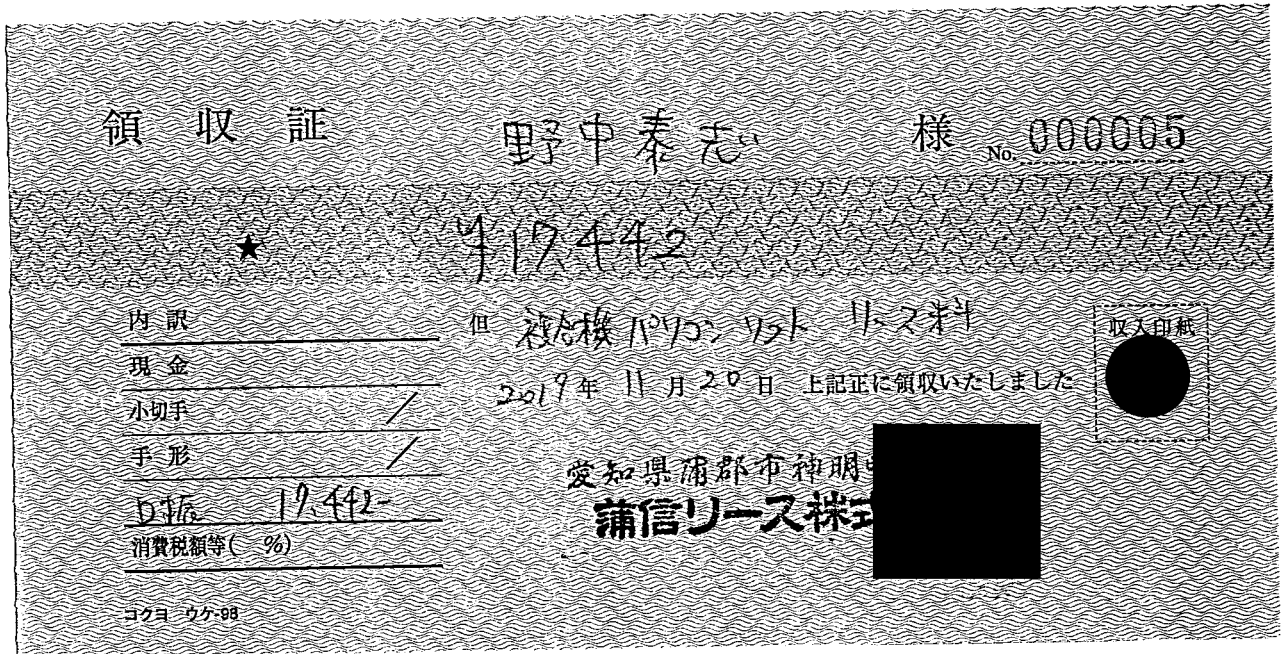 領収証 野中泰志 様 No. 000005
★ ¥17,442
内訳
現金
小切手
手形
口振 17,442-
消費税額等( %)
但 複合機 パソコン ソフト リース料
2019年 11月 20日 上記正に領収いたしました
収入印紙
愛知県蒲郡市神明
蒲信リース株式
コクヨ ウケ-98